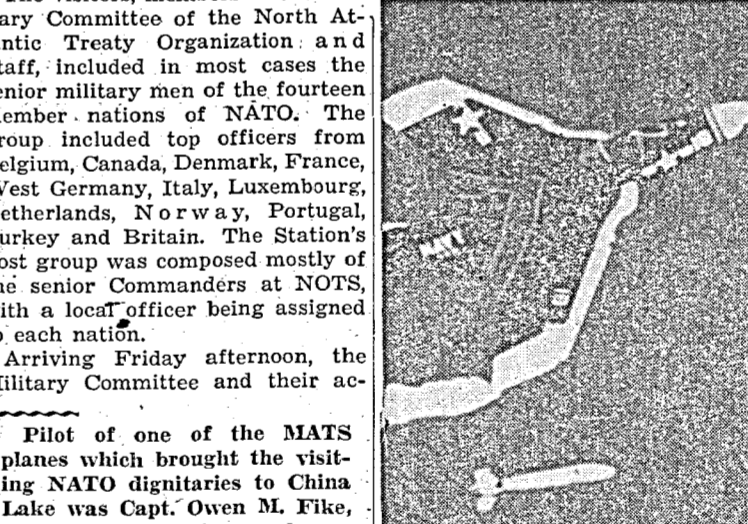 ary Committee of the North At-
ntic Treaty Organization and
taff, included in most cases the
enior military men of the fourteen
ember nations of NATO. The
roup included top officers from
elgium, Canada, Denmark, France,
Vest Germany, Italy, Luxembourg,
etherlands, Norway, Portugal,
urkey and Britain. The Station's
ost group was composed mostly of
he senior Commanders at NOTS,
ith a local officer being assigned
o each nation.
Arriving Friday afternoon, the
Military Committee and their ac-
Pilot of one of the MATS
planes which brought the visit-
ing NATO dignitaries to China
Lake was Capt. Owen M. Fike,